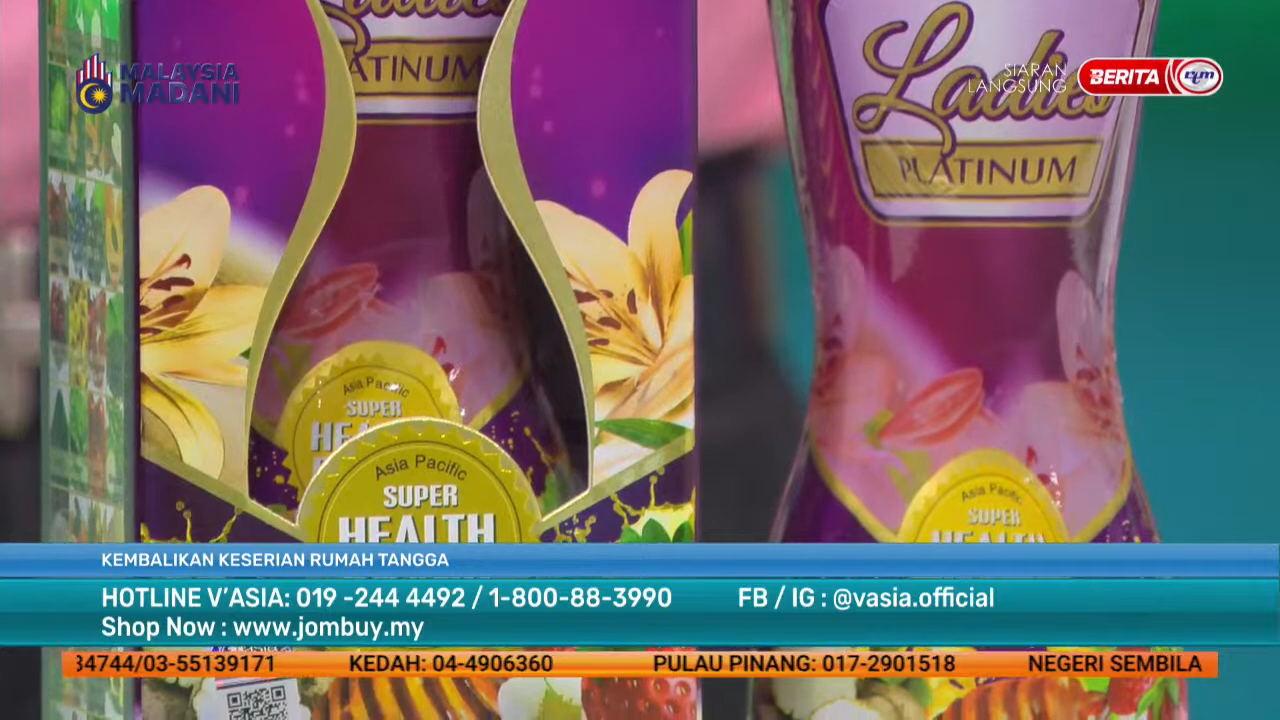 MALAYSIA
MADANI
Ladies
PLATINUM
SIARAN
LANGSUNG
BERITA
Ladies
PLATINUM
Asia Pacific
SUPER
Asia Pacific
SUPER
HEALTH
Asia Pacific
SUPER
HEALTH
KEMBALIKAN KESERIAN RUMAH TANGGA
HOTLINE V'ASIA: 019 -244 4492 / 1-800-88-3990
FB / IG : @vasia.official
Shop Now : www.jombuy.my
34744/03-55139171 KEDAH: 04-4906360 PULAU PINANG: 017-2901518 NEGERI SEMBILA